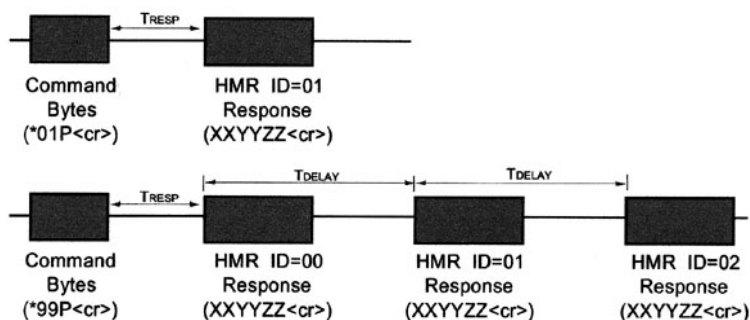 TRESP
Command HMR ID=01
Bytes Response
(*01P<cr>) (XXYYZZ<cr>)
TRESP TDELAY TDELAY
Command HMR ID=00 HMR ID=01 HMR ID=02
Bytes Response Response Response
(*99P<cr>) (XXYYZZ<cr>) (XXYYZZ<cr>) (XXYYZZ<cr>)